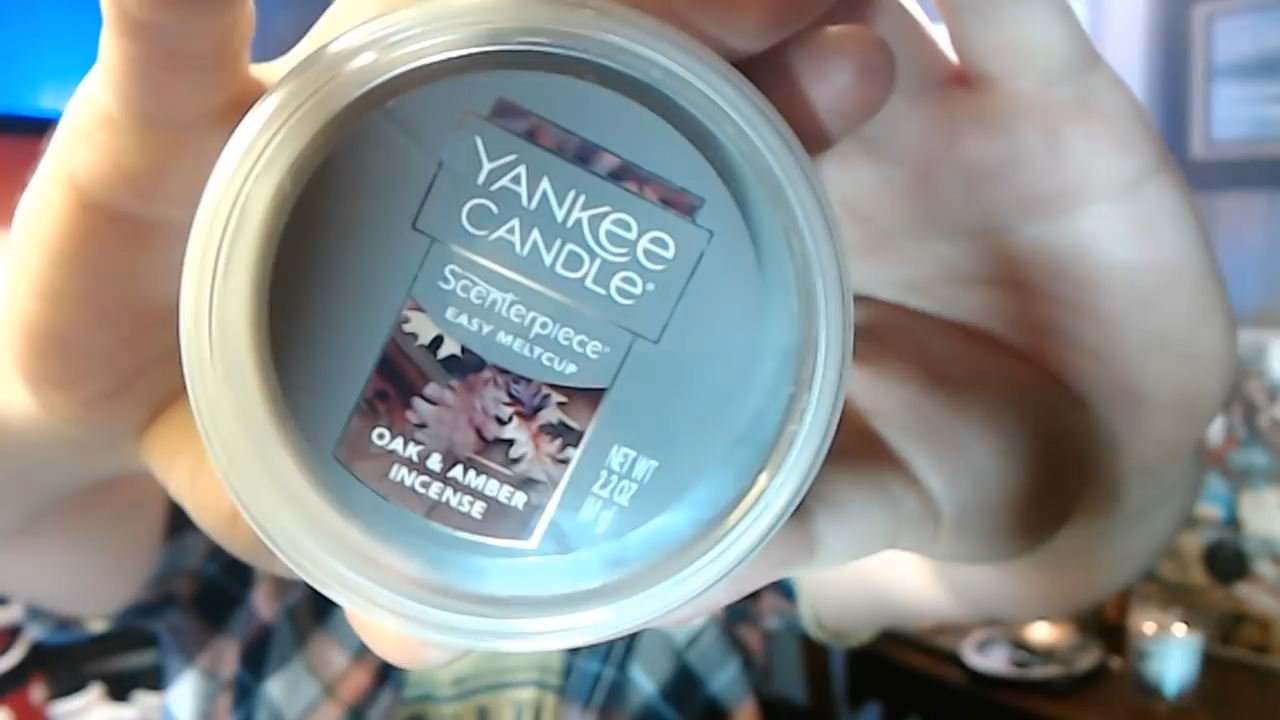 YANKEE
CANDLE®
Scenterpiece®
EASY MELTCUP
OAK & AMBER
INCENSE
NET WT
2.2 OZ